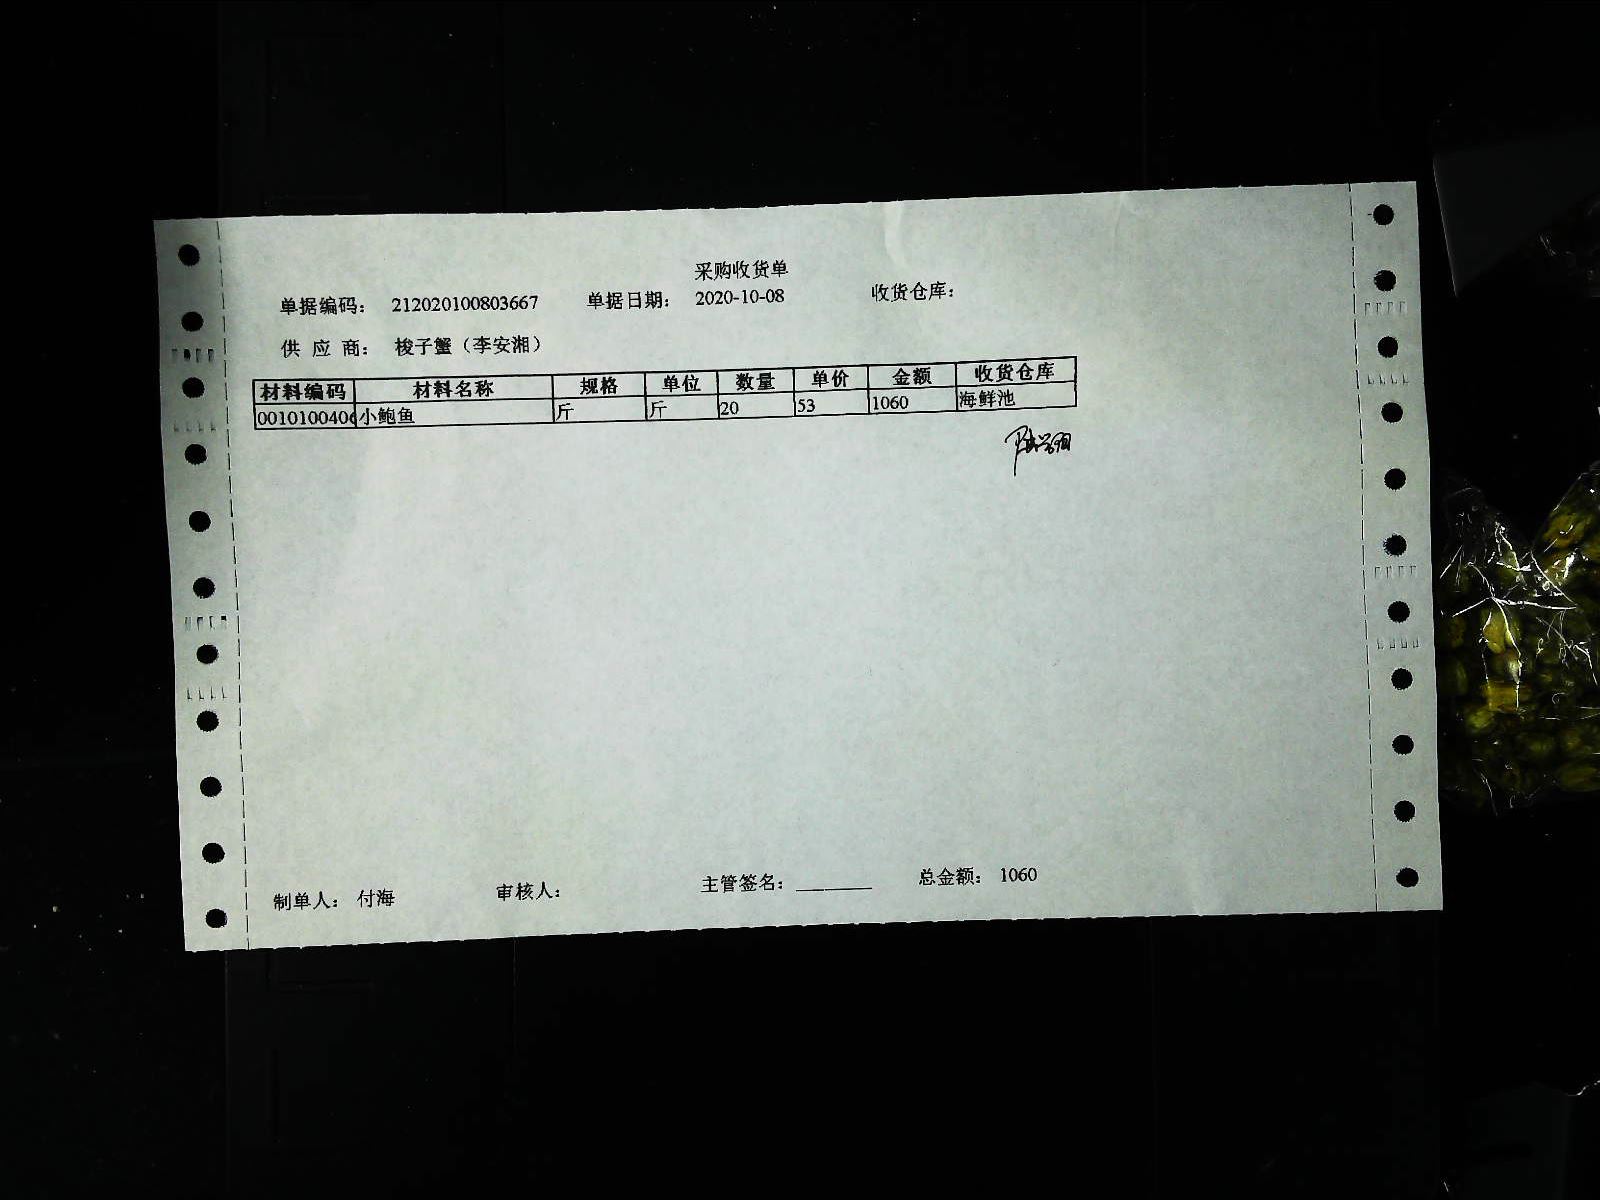 采购收货单
单据编码： 212020100803667 单据日期： 2020-10-08 收货仓库：
供 应 商： 梭子蟹（李安湘）
材料编码 材料名称 规格 单位 数量 单价 金额 收货仓库
0010100406 小鲍鱼 斤 斤 20 53 1060 海鲜池
制单人： 付海 审核人： 主管签名：________ 总金额： 1060